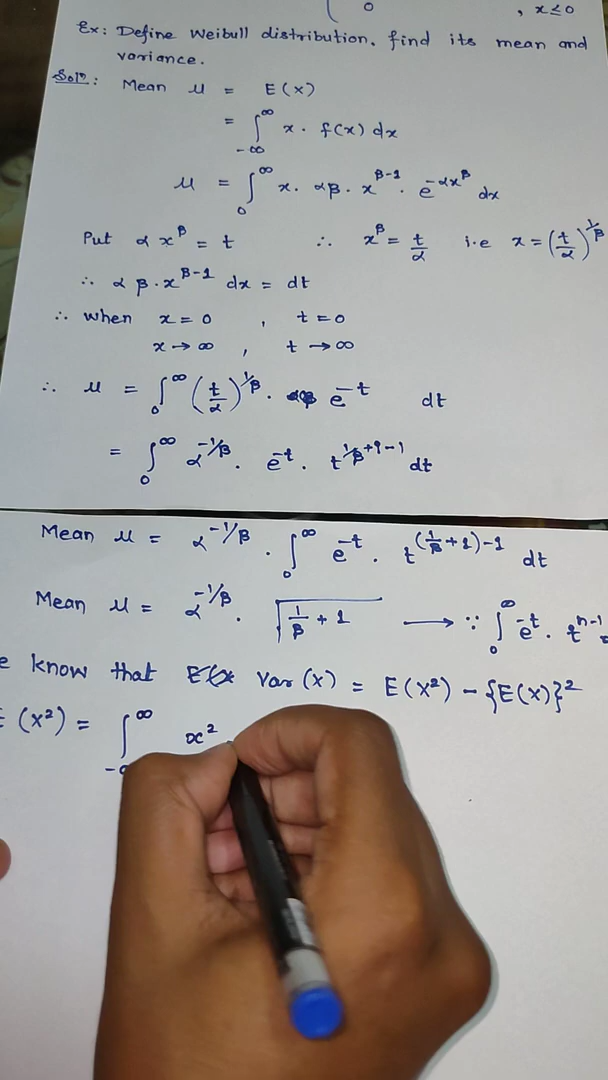 0 , x ≤ 0
Ex: Define Weibull distribution. find its mean and
variance.
Solⁿ: Mean μ = E(x)
= ∫_{-∞}^{∞} x · f(x) dx
μ = ∫_0^∞ x · αβ · x^{β-1} · e^{-αx^β} dx
Put αx^β = t ∴ x^β = t/α i.e x = (t/α)^{1/β}
∴ αβ·x^{β-1} dx = dt
∴ when x = 0 , t = 0
x → ∞ , t → ∞
∴ μ = ∫_0^∞ (t/α)^{1/β} · e^{-t} dt
= ∫_0^∞ α^{-1/β} · e^{-t} · t^{1/β+1-1} dt
Mean μ = α^{-1/β} · ∫_0^∞ e^{-t} · t^{(1/β+1)-1} dt
Mean μ = α^{-1/β} · Γ(1/β + 1) → ∵ ∫_0^∞ e^{-t} · t^{n-1}
e know that Var(x) = E(x²) - {E(x)}²
E(x²) = ∫_{-∞}^{∞} x²